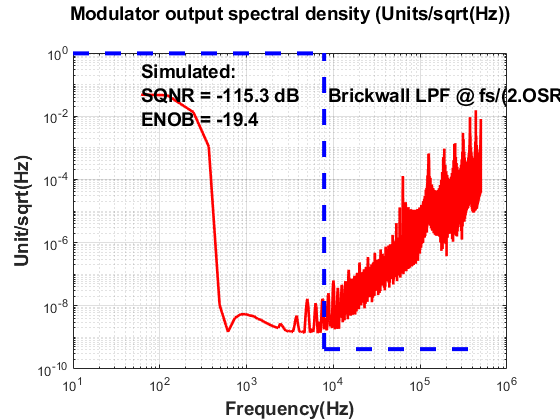 Modulator output spectral density (Units/sqrt(Hz))
10^0
Simulated:
SQNR = -115.3 dB
Brickwall LPF @ fs/(2.OSR
ENOB = -19.4
10^-2
10^-4
10^-6
10^-8
10^-10
Unit/sqrt(Hz)
10^1 10^2 10^3 10^4 10^5 10^6
Frequency(Hz)